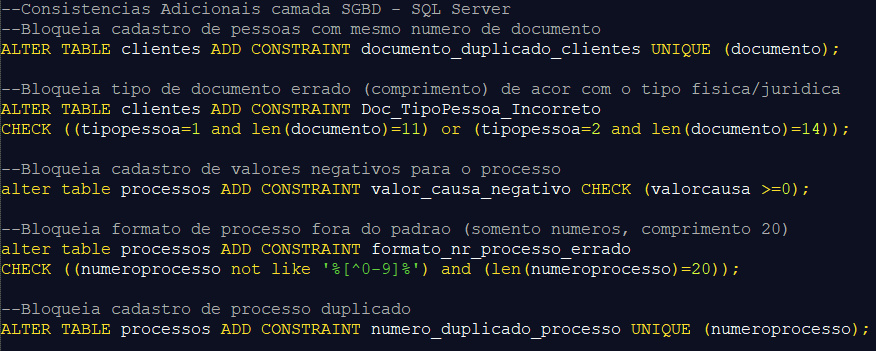 --Consistencias Adicionais camada SGBD - SQL Server
--Bloqueia cadastro de pessoas com mesmo numero de documento
ALTER TABLE clientes ADD CONSTRAINT documento_duplicado_clientes UNIQUE (documento);
--Bloqueia tipo de documento errado (comprimento) de acor com o tipo fisica/juridica
ALTER TABLE clientes ADD CONSTRAINT Doc_TipoPessoa_Incorreto
CHECK ((tipopessoa=1 and len(documento)=11) or (tipopessoa=2 and len(documento)=14));
--Bloqueia cadastro de valores negativos para o processo
alter table processos ADD CONSTRAINT valor_causa_negativo CHECK (valorcausa >=0);
--Bloqueia formato de processo fora do padrao (somento numeros, comprimento 20)
alter table processos ADD CONSTRAINT formato_nr_processo_errado
CHECK ((numeroprocesso not like '%[^0-9]%') and (len(numeroprocesso)=20));
--Bloqueia cadastro de processo duplicado
ALTER TABLE processos ADD CONSTRAINT numero_duplicado_processo UNIQUE (numeroprocesso);